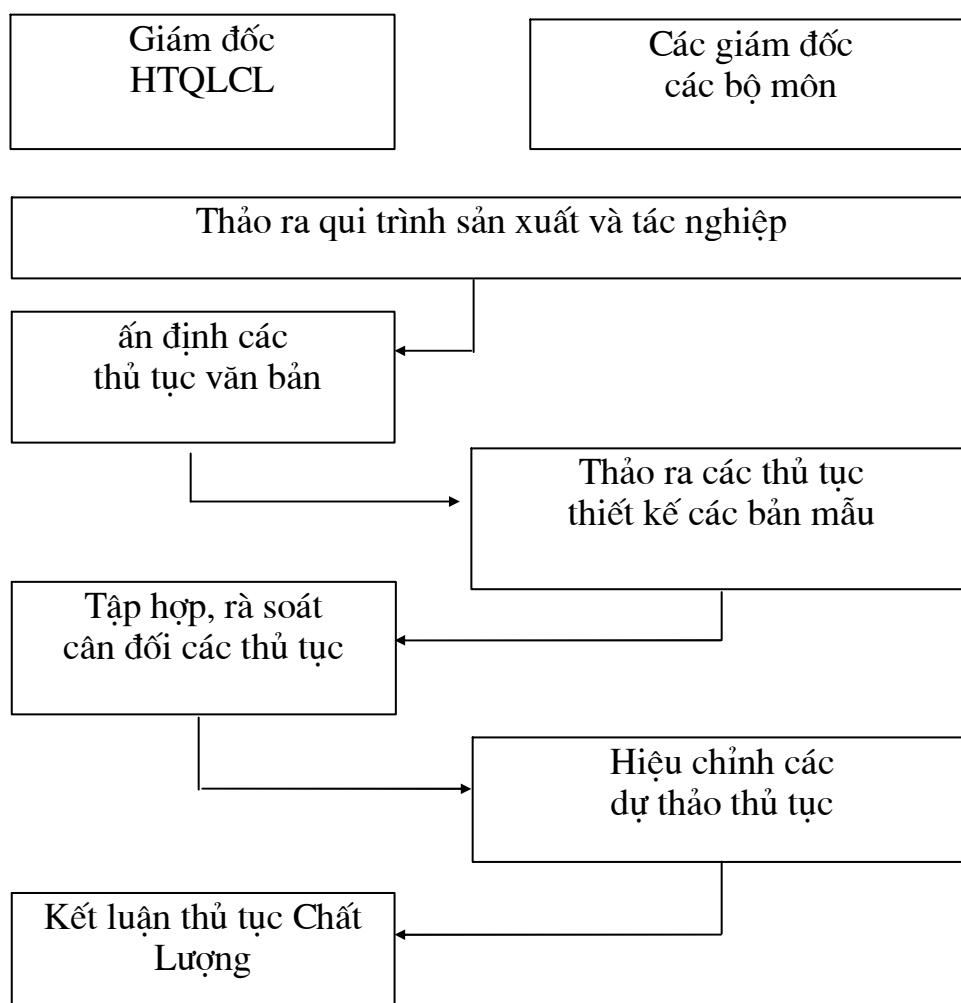 Giám đốc
HTQLCL
Các giám đốc
các bộ môn
Thảo ra qui trình sản xuất và tác nghiệp
ấn định các
thủ tục văn bản
Thảo ra các thủ tục
thiết kế các bản mẫu
Tập hợp, rà soát
cân đối các thủ tục
Hiệu chỉnh các
dự thảo thủ tục
Kết luận thủ tục Chất
Lượng